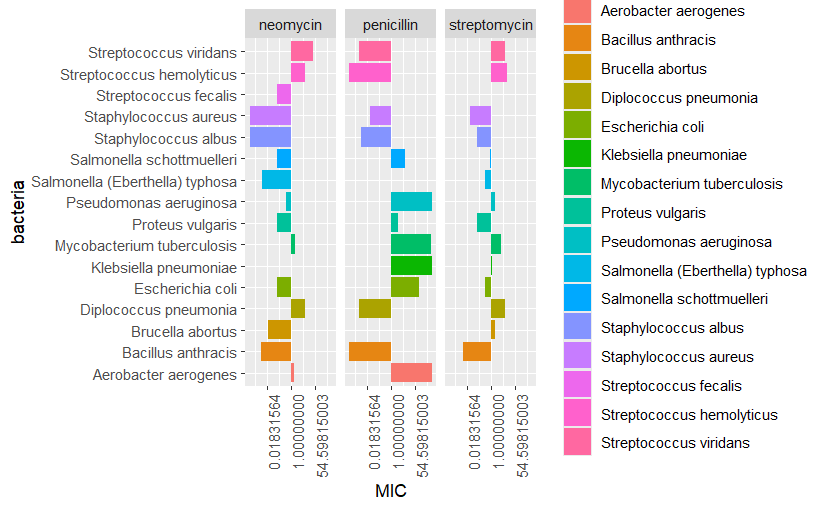 neomycin penicillin streptomycin
bacteria
Streptococcus viridans
Streptococcus hemolyticus
Streptococcus fecalis
Staphylococcus aureus
Staphylococcus albus
Salmonella schottmuelleri
Salmonella (Eberthella) typhosa
Pseudomonas aeruginosa
Proteus vulgaris
Mycobacterium tuberculosis
Klebsiella pneumoniae
Escherichia coli
Diplococcus pneumonia
Brucella abortus
Bacillus anthracis
Aerobacter aerogenes
0.01831564
1.00000000
54.59815003
0.01831564
1.00000000
54.59815003
0.01831564
1.00000000
54.59815003
MIC
Aerobacter aerogenes
Bacillus anthracis
Brucella abortus
Diplococcus pneumonia
Escherichia coli
Klebsiella pneumoniae
Mycobacterium tuberculosis
Proteus vulgaris
Pseudomonas aeruginosa
Salmonella (Eberthella) typhosa
Salmonella schottmuelleri
Staphylococcus albus
Staphylococcus aureus
Streptococcus fecalis
Streptococcus hemolyticus
Streptococcus viridans